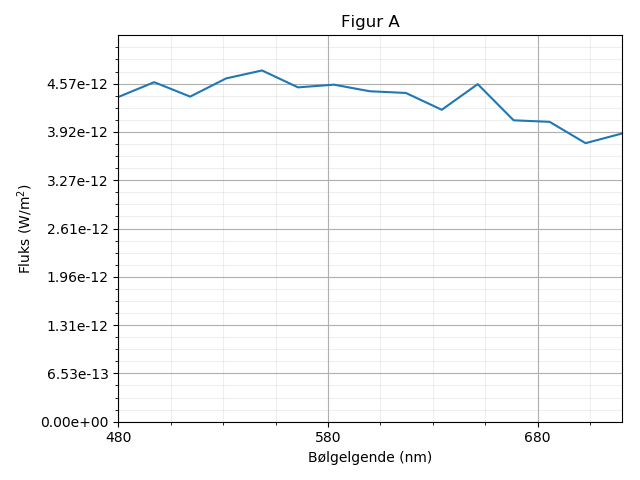 Figur A
4.57e-12
3.92e-12
3.27e-12
2.61e-12
1.96e-12
1.31e-12
6.53e-13
0.00e+00
Fluks (W/m²)
480 580 680
Bølgelgende (nm)